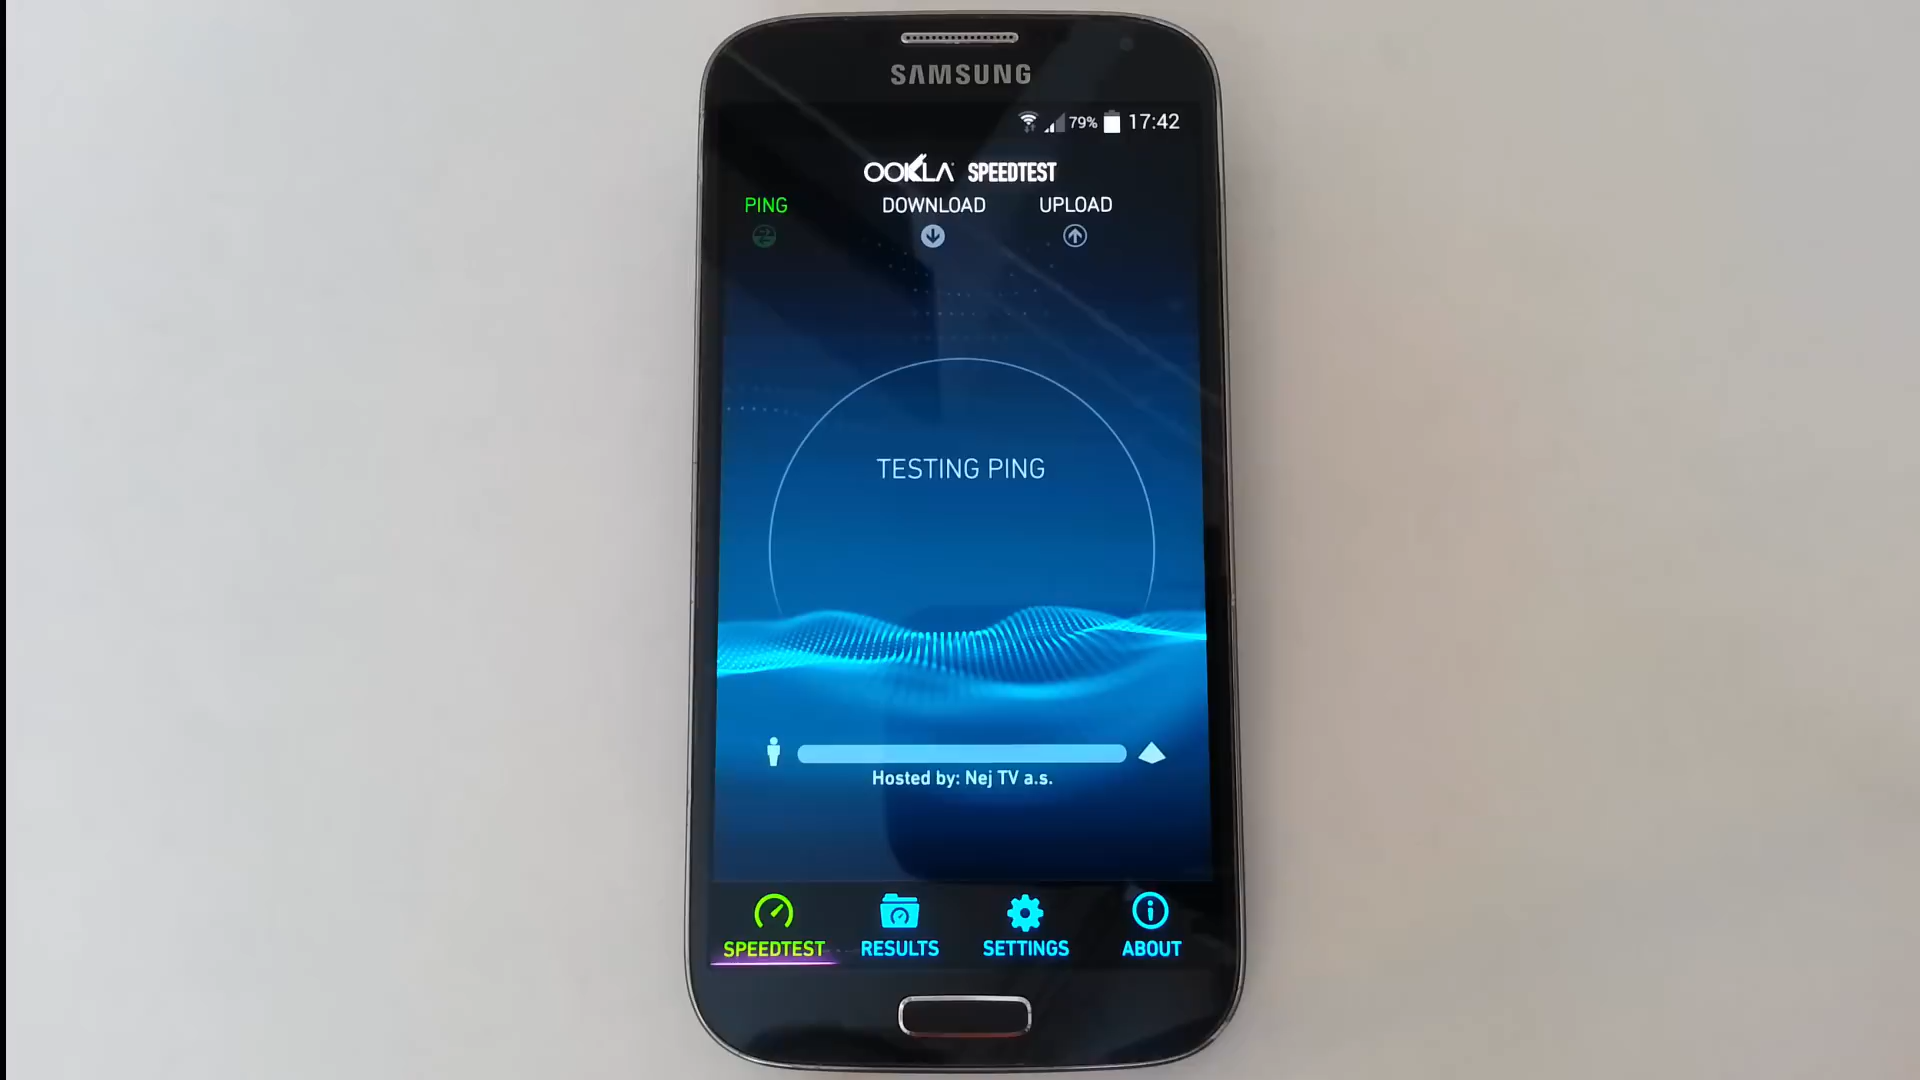 SAMSUNG
79% 17:42
OOKLA SPEEDTEST
PING DOWNLOAD UPLOAD
TESTING PING
Hosted by: Nej TV a.s.
SPEEDTEST RESULTS SETTINGS ABOUT